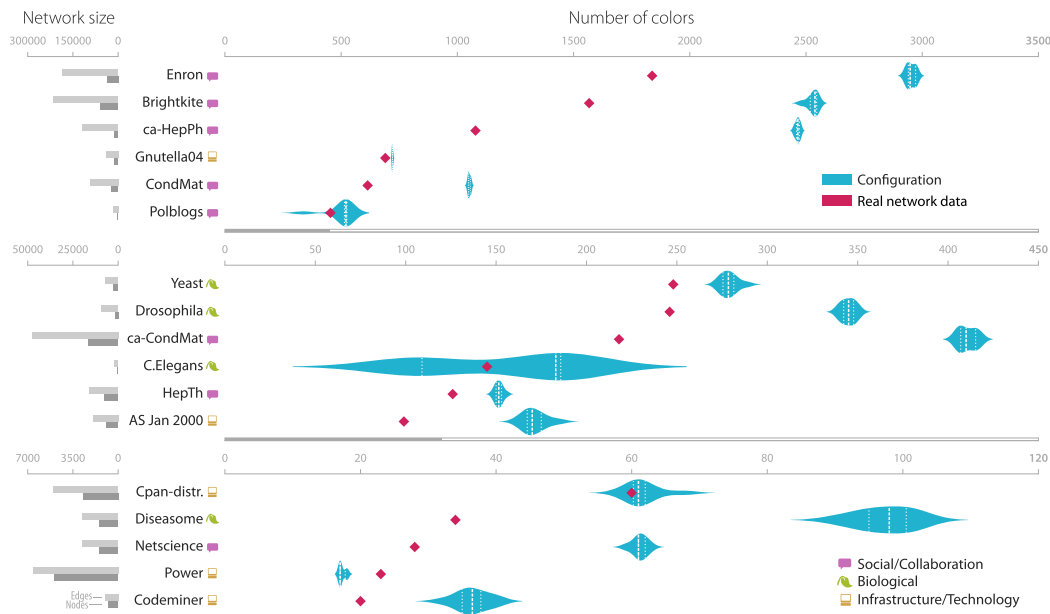 Network size
Number of colors
300000 150000 0
0 500 1000 1500 2000 2500 3000 3500
Enron
Brightkite
ca-HepPh
Gnutella04
CondMat
Polblogs
Configuration
Real network data
50000 25000 0
0 50 100 150 200 250 300 350 400 450
Yeast
Drosophila
ca-CondMat
C.Elegans
HepTh
AS Jan 2000
7000 3500 0
0 20 40 60 80 100 120
Cpan-distr.
Diseasome
Netscience
Power
Codeminer
Edges
Nodes
Social/Collaboration
Biological
Infrastructure/Technology